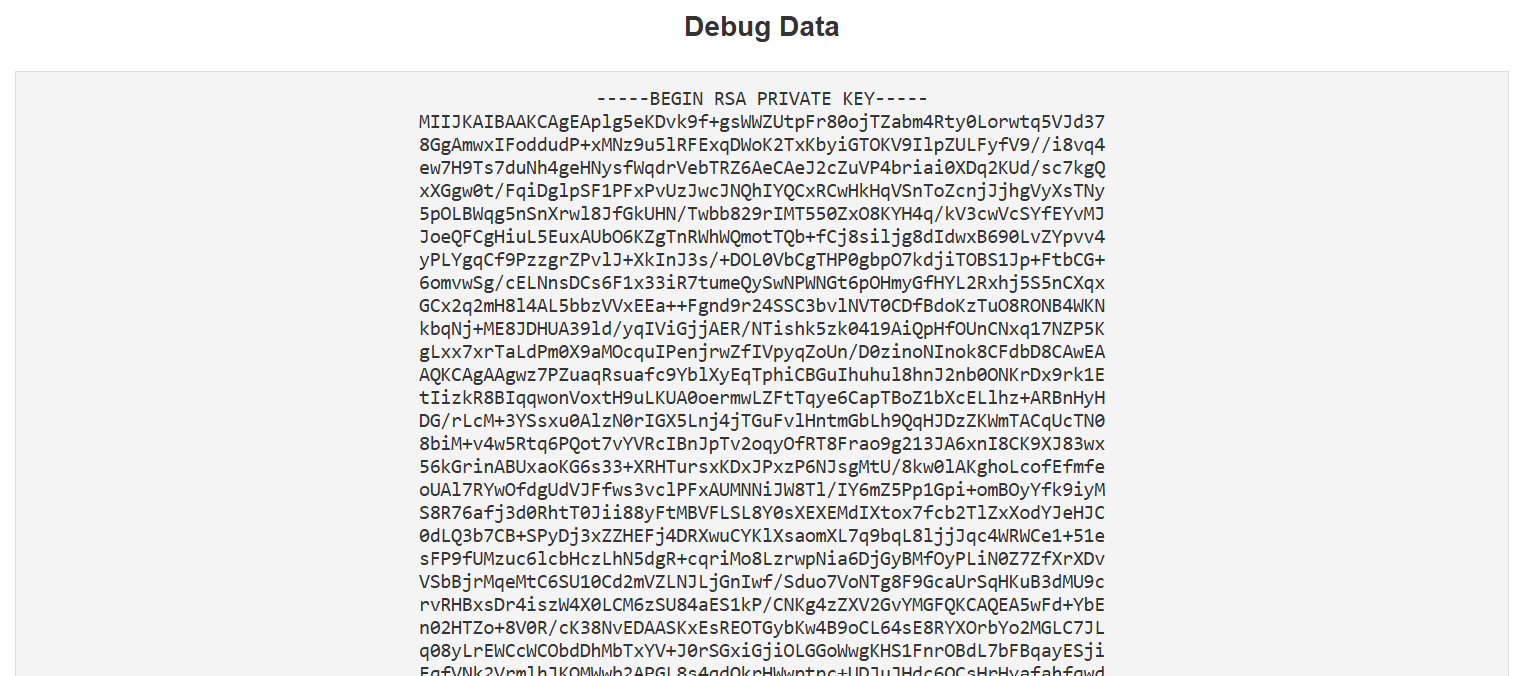 Debug Data
-----BEGIN RSA PRIVATE KEY-----
MIIJKAIBAAKCAgEAplg5eKDvk9f+gsWWZUtpFr80ojTZabm4Rty0Lorwtq5VJd37
8GgAmwxIFoddudP+xMNz9u5lRFExqDWoK2TxKbyiGTOKV9IlpZULFyfV9//i8vq4
ew7H9Ts7duNh4geHNysfWqdrVebTRZ6AeCAeJ2cZuVP4briai0XDq2KUd/sc7kgQ
xXGgw0t/FqiDglpSF1PFxPvUzJwcJNQhIYQCxRCwHkHqVSnToZcnjJjhgVyXsTNy
5pOLBWqg5nSnXrwl8JfGkUHN/Twbb829rIMT550ZxO8KYH4q/kV3cwVcSYfEYvMJ
JoeQFCgHiuL5EuxAUbO6KZgTnRWhWQmotTQb+fCj8siljg8dIdwxB690LvZYpvv4
yPLYgqCf9PzzgrZPvlJ+XkInJ3s/+DOL0VbCgTHP0gbpO7kdjiTOBS1Jp+FtbCG+
6omvwSg/cELNnsDCs6F1x33iR7tumeQySwNPWNGt6pOHmyGfHYL2Rxhj5S5nCXqx
GCx2q2mH8l4AL5bbzVVxEEa++Fgnd9r24SSC3bvlNVT0CDfBdoKzTuO8RONB4WKN
kbqNj+ME8JDHUA39ld/yqIViGjjAER/NTishk5zk0419AiQpHfOUnCNxq17NZP5K
gLxx7xrTaLdPm0X9aMOcquIPenjrwZfIVpyqZoUn/D0zinoNInok8CFdbD8CAwEA
AQKCAgAAgwz7PZuaqRsuafc9YblXyEqTphiCBGuIhuhul8hnJ2nb0ONKrDx9rk1E
tIizkR8BIqqwonVoxtH9uLKUA0oermwLZFtTqye6CapTBoZ1bXcELlhz+ARBnHyH
DG/rLcM+3YSsxu0AlzN0rIGX5Lnj4jTGuFvlHntmGbLh9QqHJDzZKWmTACqUcTN0
8biM+v4w5Rtq6PQot7vYVRcIBnJpTv2oqyOfRT8Frao9g213JA6xnI8CK9XJ83wx
56kGrinABUxaoKG6s33+XRHTursxKDxJPxzP6NJsgMtU/8kw0lAKghoLcofEfmfe
oUAl7RYwOfdgUdVJFfws3vclPFxAUMNNiJW8Tl/IY6mZ5Pp1Gpi+omBOyYfk9iyM
S8R76afj3d0RhtT0Jii88yFtMBVFLSL8Y0sXEXEMdIXtox7fcb2TlZxXodYJeHJC
0dLQ3b7CB+SPyDj3xZZHEFj4DRXwuCYKlXsaomXL7q9bqL8ljjJqc4WRWCe1+51e
sFP9fUMzuc6lcbHczLhN5dgR+cqriMo8LzrwpNia6DjGyBMfOyPLiN0Z7ZfXrXDv
VSbBjrMqeMtC6SU10Cd2mVZLNJLjGnIwf/Sduo7VoNTg8F9GcaUrSqHKuB3dMU9c
rvRHBxsDr4iszW4X0LCM6zSU84aES1kP/CNKg4zZXV2GvYMGFQKCAQEA5wFd+YbE
n02HTZo+8V0R/cK38NvEDAASKxEsREOTGybKw4B9oCL64sE8RYXOrbYo2MGLC7JL
q08yLrEWCcWCObdDhMbTxYV+J0rSGxiGjiOLGGoWwgKHS1FnrOBdL7bFBqayESji